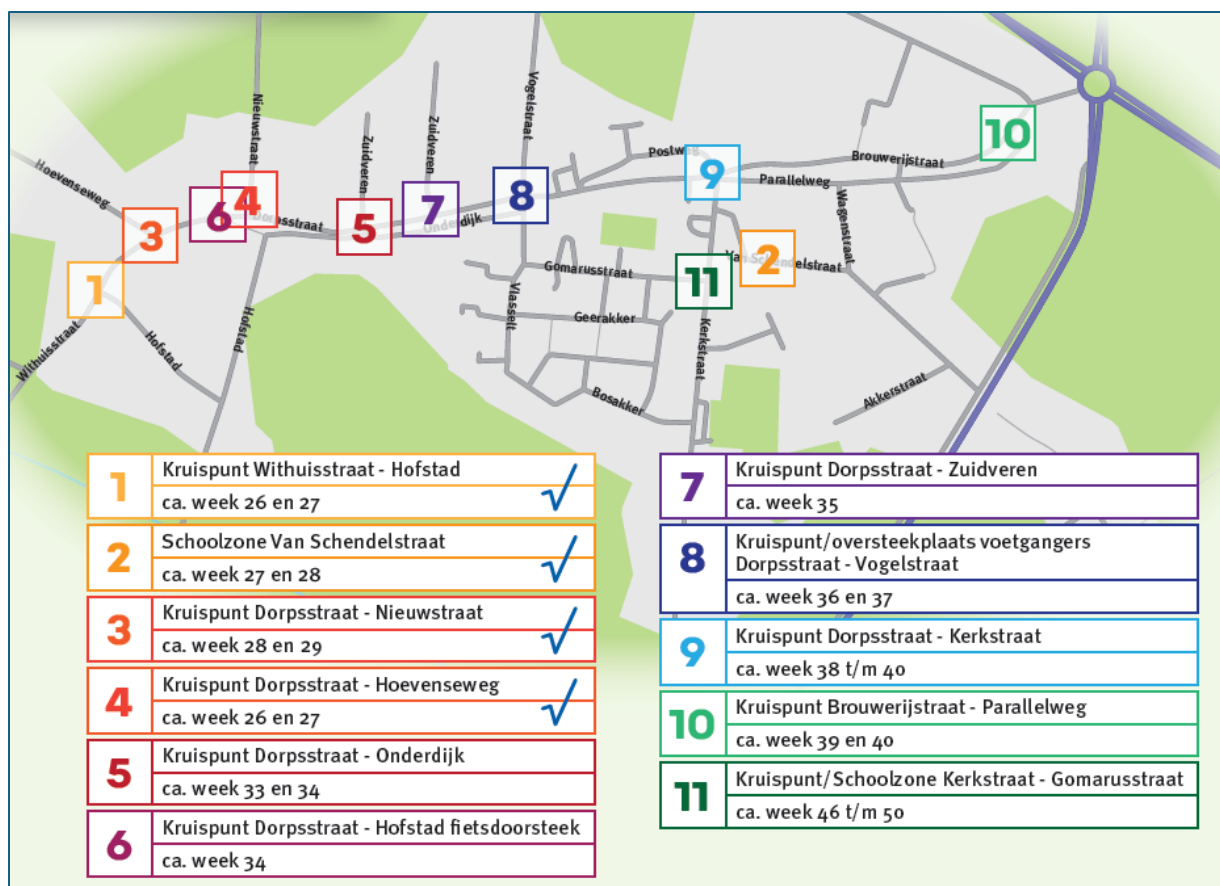 Nieuwstraat
Zuidveren
Zuidveren
Vogelstraat
Hoevenseweg
Dorpsstraat
Onderdijk
Postweg
Brouwerijstraat
Parallelweg
Wagenstraat
Van Schendelstraat
Gomarusstraat
Geerakker
Vlasselt
Bosakker
Kerkstraat
Akkerstraat
Withuisstraat
Hofstad
Hofstad
1
2
3
4
5
6
7
8
9
10
11
1
Kruispunt Withuisstraat - Hofstad
ca. week 26 en 27
2
Schoolzone Van Schendelstraat
ca. week 27 en 28
3
Kruispunt Dorpsstraat - Nieuwstraat
ca. week 28 en 29
4
Kruispunt Dorpsstraat - Hoevenseweg
ca. week 26 en 27
5
Kruispunt Dorpsstraat - Onderdijk
ca. week 33 en 34
6
Kruispunt Dorpsstraat - Hofstad fietsdoorsteek
ca. week 34
7
Kruispunt Dorpsstraat - Zuidveren
ca. week 35
8
Kruispunt/oversteekplaats voetgangers
Dorpsstraat - Vogelstraat
ca. week 36 en 37
9
Kruispunt Dorpsstraat - Kerkstraat
ca. week 38 t/m 40
10
Kruispunt Brouwerijstraat - Parallelweg
ca. week 39 en 40
11
Kruispunt/Schoolzone Kerkstraat - Gomarusstraat
ca. week 46 t/m 50